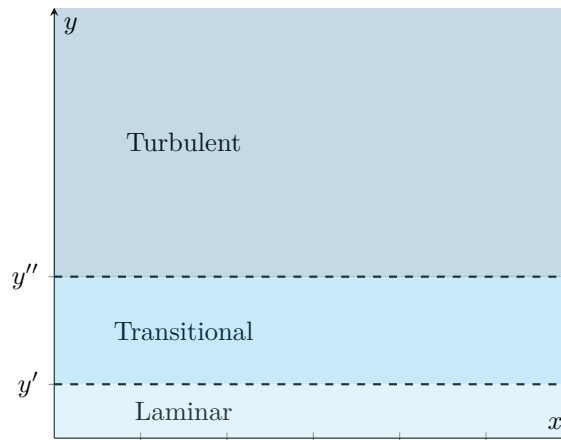 y
Turbulent
y''
Transitional
y'
Laminar
x